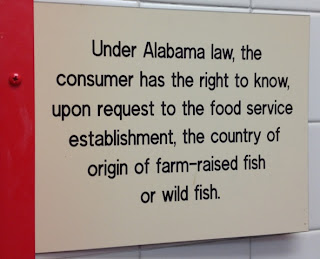 Under Alabama law, the
consumer has the right to know,
upon request to the food service
establishment, the country of
origin of farm-raised fish
or wild fish.